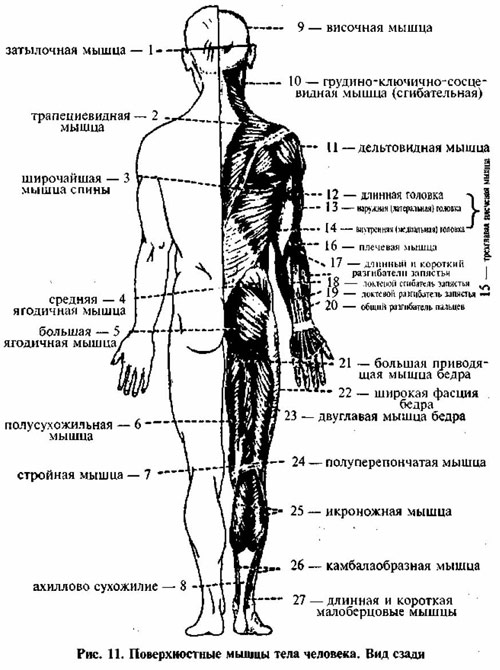 затылочная мышца — 1
трапециевидная — 2
мышца
широчайшая — 3
мышца спины
средняя — 4
ягодичная мышца
большая — 5
ягодичная мышца
полусухожильная — 6
мышца
стройная мышца — 7
ахиллово сухожилие — 8
9 — височная мышца
10 — грудино-ключично-сосце-
видная мышца (сгибательная)
11 — дельтовидная мышца
12 — длинная головка
13 — наружная (латеральная) головка
14 — внутренняя (медиальная) головка
15 — трехглавая плечевая мышца
16 — плечевая мышца
17 — длинный и короткий
разгибатели запястья
18 — локтевой сгибатель запястья
19 — локтевой разгибатель запястья
20 — общий разгибатель пальцев
21 — большая приводя-
щая мышца бедра
22 — широкая фасция
бедра
23 — двуглавая мышца бедра
24 — полуперепончатая мышца
25 — икроножная мышца
26 — камбалаобразная мышца
27 — длинная и короткая
малоберцовые мышцы
Рис. 11. Поверхностные мышцы тела человека. Вид сзади